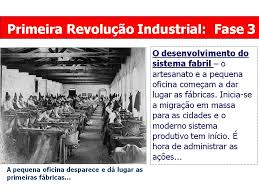 Primeira Revolução Industrial: Fase 3
O desenvolvimento do
sistema fabril – o
artesanato e a pequena
oficina começam a dar
lugar as fábricas. Inicia-se
a migração em massa
para as cidades e o
moderno sistema
produtivo tem início. É
hora de administrar as
ações...
A pequena oficina desparece e dá lugar as
primeiras fábricas...